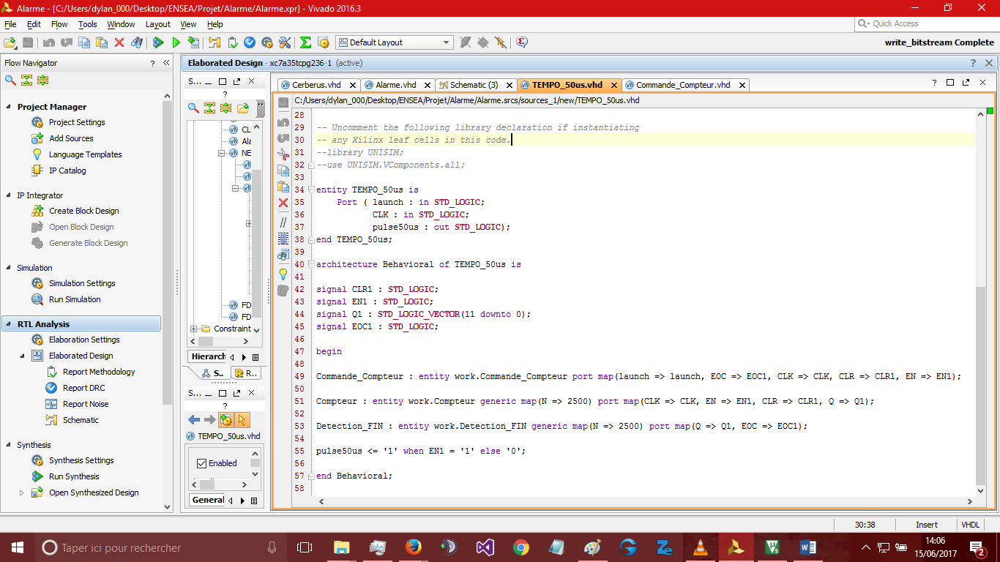 Alarme - [C:/Users/dylan_000/Desktop/ENSEA/Projet/Alarme/Alarme.xpr] - Vivado 2016.3
File Edit Flow Tools Window Layout View Help
Quick Access
Default Layout
write_bitstream Complete
Flow Navigator
Project Manager
Project Settings
Add Sources
Language Templates
IP Catalog
IP Integrator
Create Block Design
Open Block Design
Generate Block Design
Simulation
Simulation Settings
Run Simulation
RTL Analysis
Elaboration Settings
Elaborated Design
Report Methodology
Report DRC
Report Noise
Schematic
Synthesis
Synthesis Settings
Run Synthesis
Open Synthesized Design
Elaborated Design - xc7a35tcpg236-1 (active)
S...
CL
Ala
NE
FD
FD
Constraint
Hierarch
S.. R..
S...
TEMPO_50us.vhd
Enabled
General
Cerberus.vhd Alarme.vhd Schematic (3) TEMPO_50us.vhd Commande_Compteur.vhd
C:/Users/dylan_000/Desktop/ENSEA/Projet/Alarme/Alarme.srcs/sources_1/new/TEMPO_50us.vhd
28
29 -- Uncomment the following library declaration if instantiating
30 -- any Xilinx leaf cells in this code.
31 --library UNISIM;
32 --use UNISIM.VComponents.all;
33
34 entity TEMPO_50us is
35 Port ( launch : in STD_LOGIC;
36 CLK : in STD_LOGIC;
37 pulse50us : out STD_LOGIC);
38 end TEMPO_50us;
39
40 architecture Behavioral of TEMPO_50us is
41
42 signal CLR1 : STD_LOGIC;
43 signal EN1 : STD_LOGIC;
44 signal Q1 : STD_LOGIC_VECTOR(11 downto 0);
45 signal EOC1 : STD_LOGIC;
46
47 begin
48
49 Commande_Compteur : entity work.Commande_Compteur port map(launch => launch, EOC => EOC1, CLK => CLK, CLR => CLR1, EN => EN1);
50
51 Compteur : entity work.Compteur generic map(N => 2500) port map(CLK => CLK, EN => EN1, CLR => CLR1, Q => Q1);
52
53 Detection_FIN : entity work.Detection_FIN generic map(N => 2500) port map(Q => Q1, EOC => EOC1);
54
55 pulse50us <= '1' when EN1 = '1' else '0';
56
57 end Behavioral;
58
30:38 Insert VHDL
Taper ici pour rechercher
14:06
15/06/2017
2